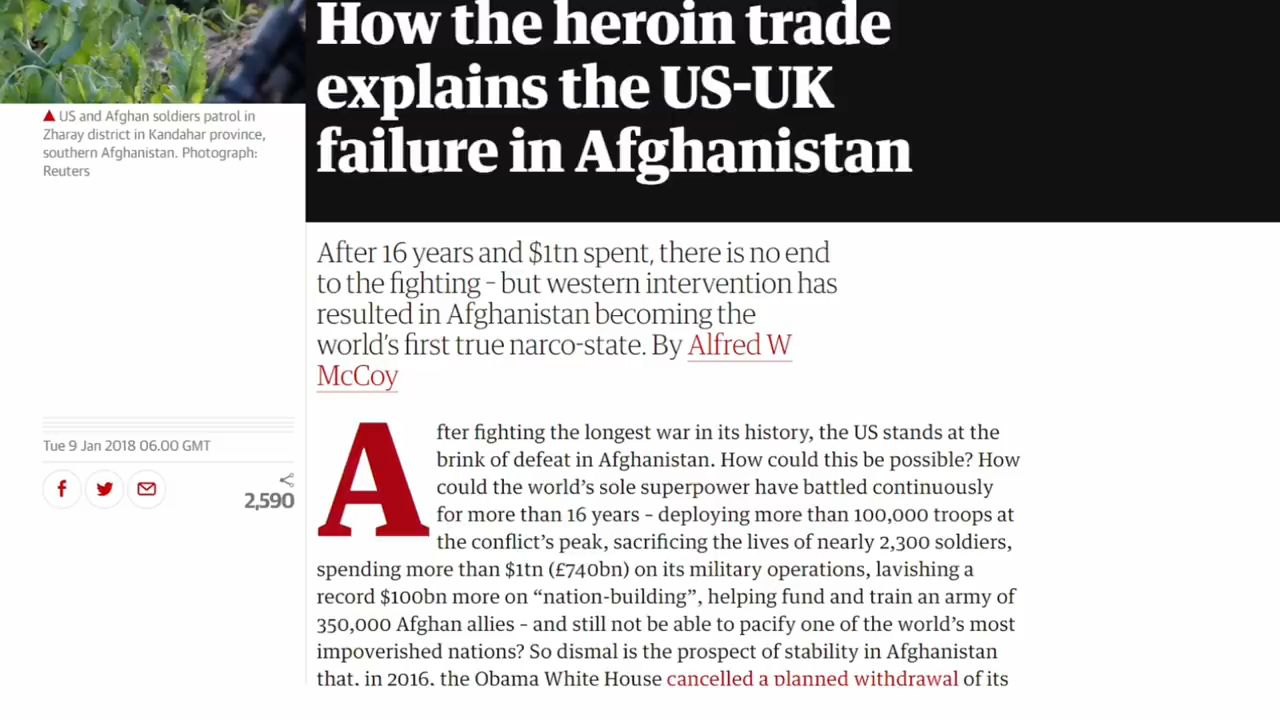 How the heroin trade
explains the US-UK
failure in Afghanistan
US and Afghan soldiers patrol in
Zharay district in Kandahar province,
southern Afghanistan. Photograph:
Reuters
After 16 years and $1tn spent, there is no end
to the fighting – but western intervention has
resulted in Afghanistan becoming the
world's first true narco-state. By Alfred W
McCoy
Tue 9 Jan 2018 06.00 GMT
2,590
After fighting the longest war in its history, the US stands at the
brink of defeat in Afghanistan. How could this be possible? How
could the world's sole superpower have battled continuously
for more than 16 years – deploying more than 100,000 troops at
the conflict's peak, sacrificing the lives of nearly 2,300 soldiers,
spending more than $1tn (£740bn) on its military operations, lavishing a
record $100bn more on “nation-building”, helping fund and train an army of
350,000 Afghan allies – and still not be able to pacify one of the world's most
impoverished nations? So dismal is the prospect of stability in Afghanistan
that, in 2016, the Obama White House cancelled a planned withdrawal of its